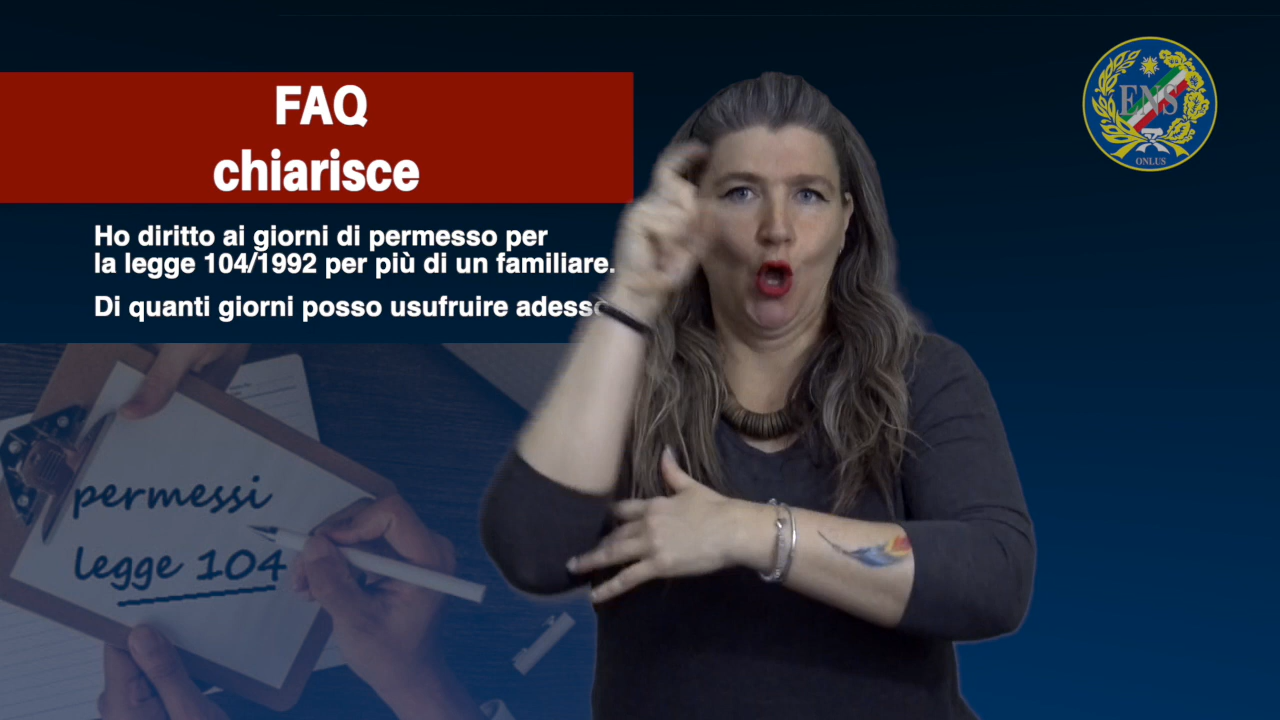 FAQ
chiarisce
Ho diritto ai giorni di permesso per
la legge 104/1992 per più di un familiare.
Di quanti giorni posso usufruire
permessi
legge 104
ENS
ONLUS